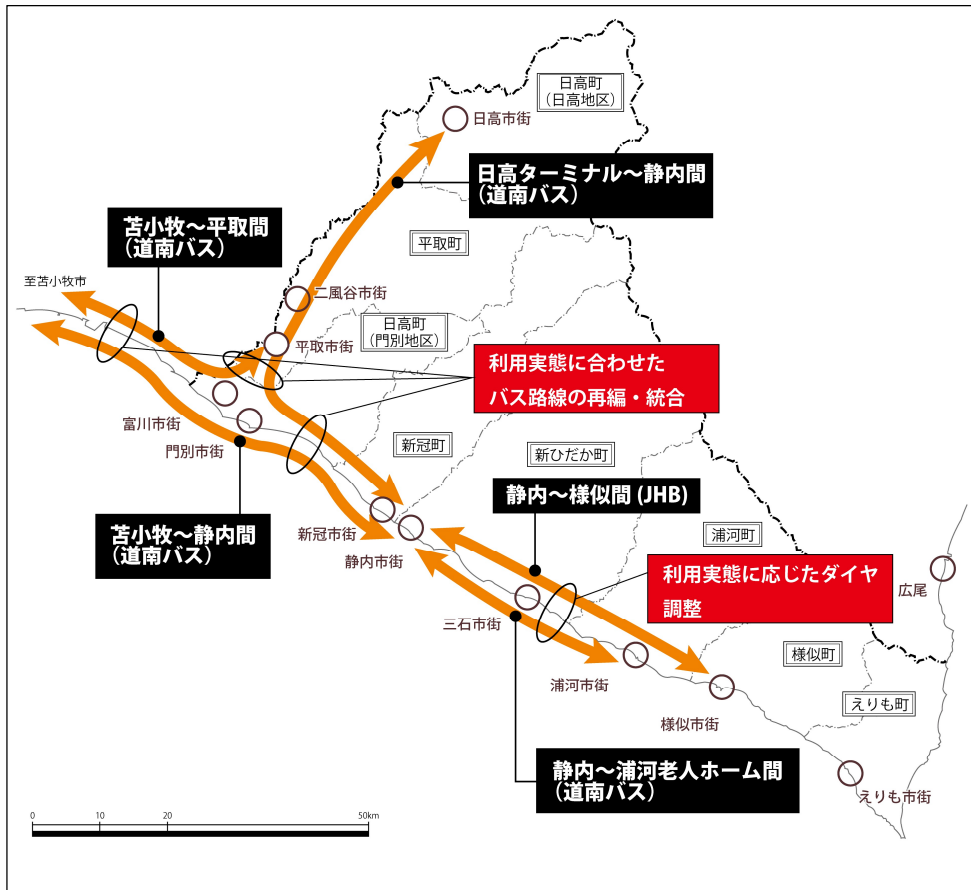 日高町
(日高地区)
日高市街
日高ターミナル～静内間
(道南バス)
苫小牧～平取間
(道南バス)
平取町
至苫小牧市
二風谷市街
日高町
(門別地区)
平取市街
利用実態に合わせた
バス路線の再編・統合
富川市街
門別市街
新冠町
新ひだか町
静内～様似間 (JHB)
苫小牧～静内間
(道南バス)
新冠市街
静内市街
浦河町
利用実態に応じたダイヤ
調整
広尾
三石市街
様似町
浦河市街
えりも町
様似市街
静内～浦河老人ホーム間
(道南バス)
えりも市街
0 10 20 50km